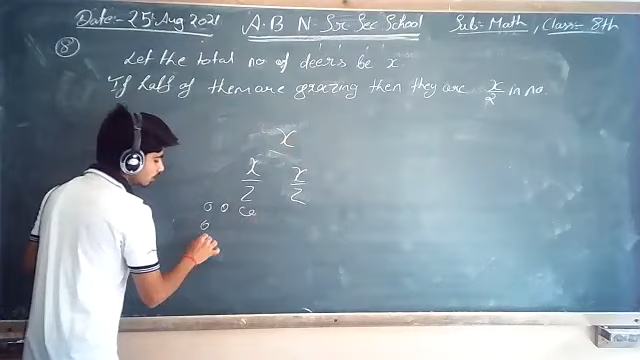 Date:- 25 Aug 2021 A. B. N. Sr. Sec School Sub:- Math, Class:- 8th
8
Let the total no of deers be x
If half of them are grazing then they are x/2 in no.
x
x/2 x/2